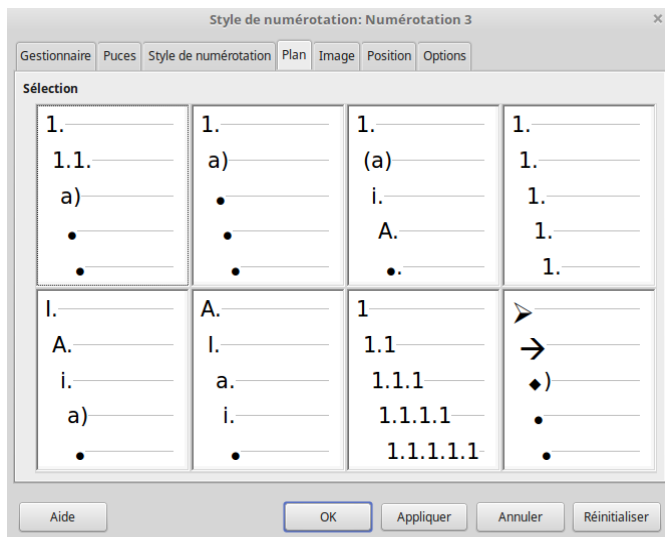 Style de numérotation: Numérotation 3
Gestionnaire Puces Style de numérotation Plan Image Position Options
Sélection
1.
1.1.
a)
•
•
1.
a)
•
•
•
1.
(a)
i.
A.
•.
1.
1.
1.
1.
1.
I.
A.
i.
a)
•
A.
I.
a.
i.
•
1
1.1
1.1.1
1.1.1.1
1.1.1.1.1
➢
→
◆)
•
•
Aide OK Appliquer Annuler Réinitialiser